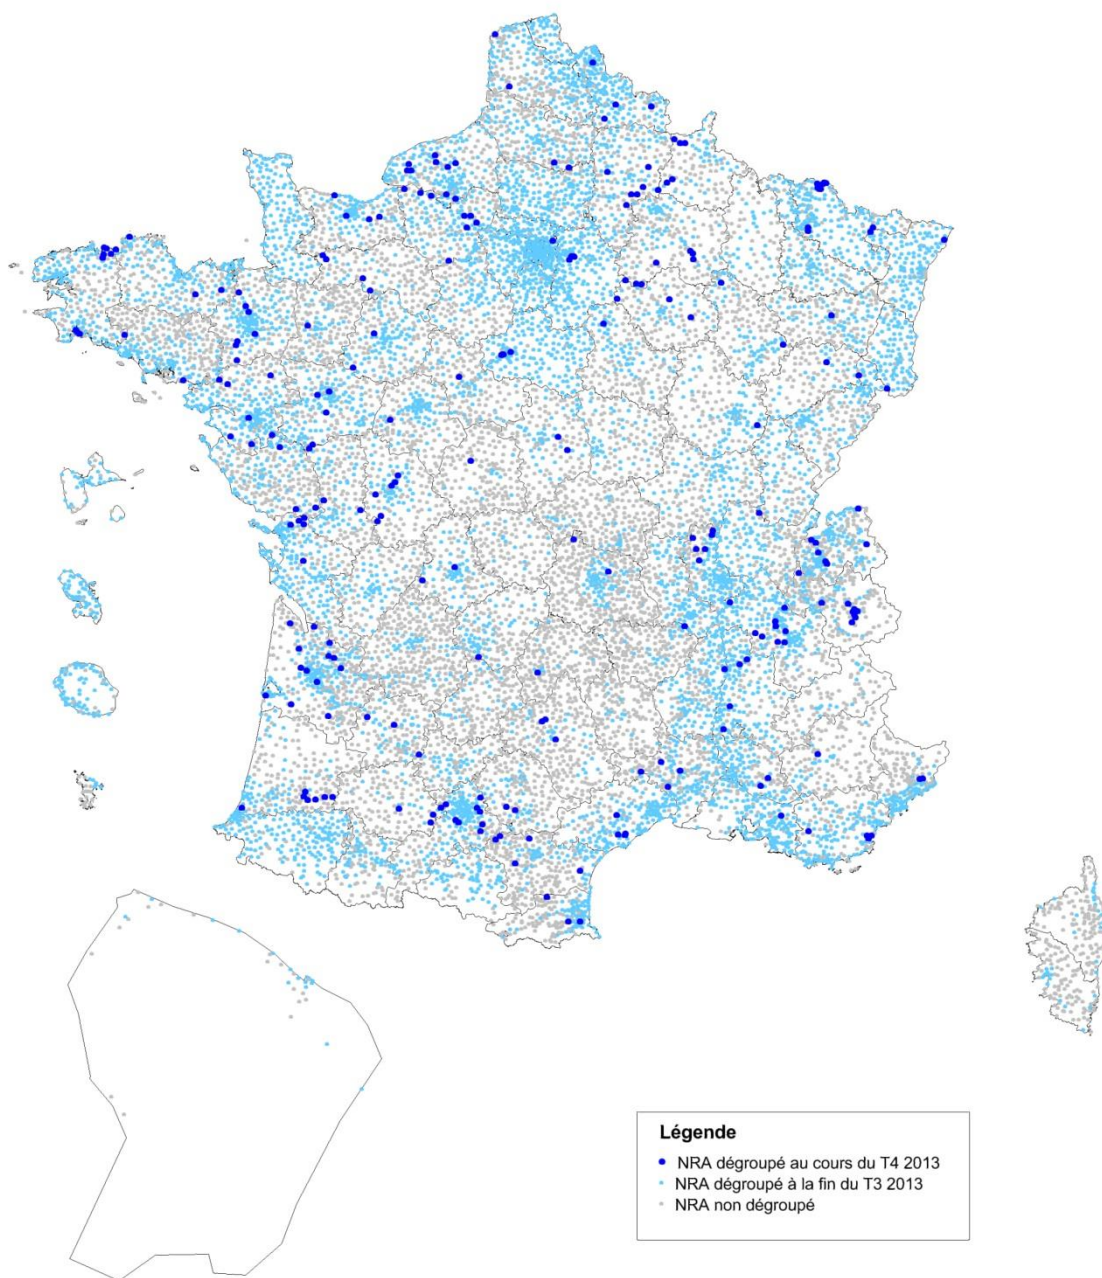 Légende
NRA dégroupé au cours du T4 2013
NRA dégroupé à la fin du T3 2013
NRA non dégroupé